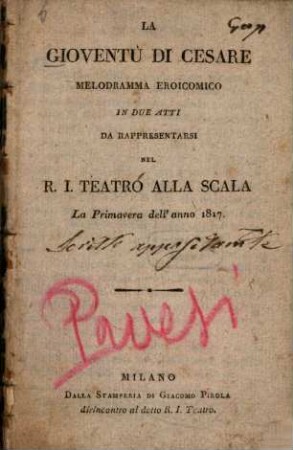 LA
GIOVENTÙ DI CESARE
MELODRAMMA EROICOMICO
IN DUE ATTI
DA RAPPRESENTARSI
NEL
R. I. TEATRO ALLA SCALA
La Primavera dell' anno 1817.
Pavesi
MILANO
DALLA STAMPERIA DI GIACOMO PIROLA
dirincontro al detto R. I. Teatro.